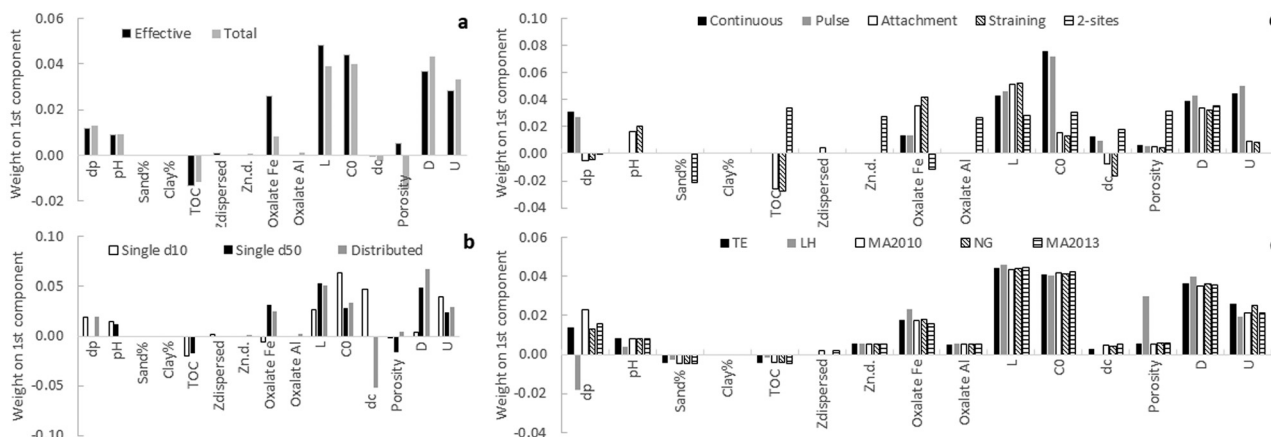 0.06
0.04
0.02
0.00
-0.02
Weight on 1st component
a
Effective Total
dp
pH
Sand%
Clay%
TOC
Zdispersed
Zn.d.
Oxalate Fe
Oxalate Al
L
C0
dc
Porosity
D
U
0.10
0.05
0.00
-0.05
-0.10
Weight on 1st component
b
Single d10 Single d50 Distributed
dp
pH
Sand%
Clay%
TOC
Zdispersed
Zn.d.
Oxalate Fe
Oxalate Al
L
C0
dc
Porosity
D
U
0.10
0.08
0.06
0.04
0.02
0.00
-0.02
-0.04
Weight on 1st component
Continuous Pulse Attachment Straining 2-sites
dp
pH
Sand%
Clay%
TOC
Zdispersed
Zn.d.
Oxalate Fe
Oxalate Al
L
C0
dc
Porosity
D
U
0.06
0.04
0.02
0.00
-0.02
-0.04
Weight on 1st component
TE LH MA2010 NG MA2013
dp
pH
Sand%
Clay%
TOC
Zdispersed
Zn.d.
Oxalate Fe
Oxalate Al
L
C0
dc
Porosity
D
U